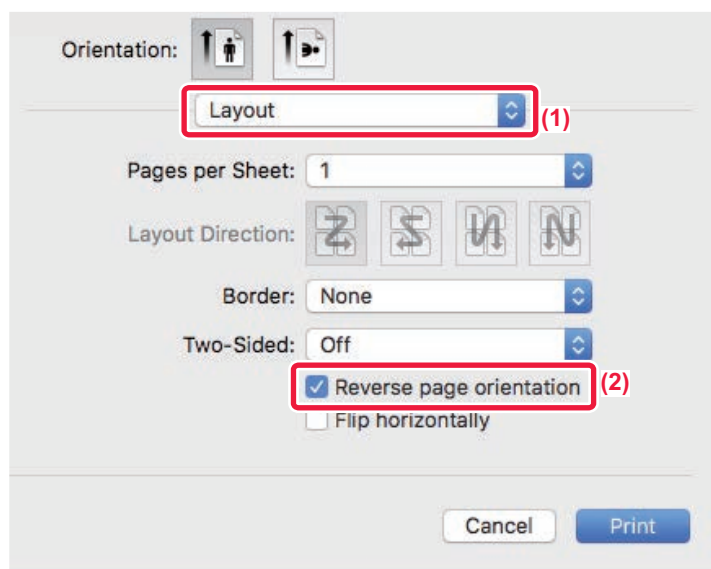 Orientation:
Layout
(1)
Pages per Sheet: 1
Layout Direction:
Border: None
Two-Sided: Off
Reverse page orientation
(2)
Flip horizontally
Cancel Print